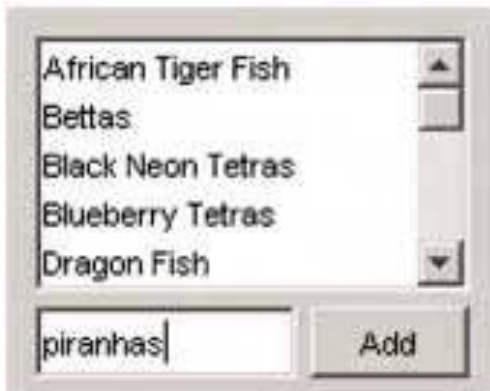 African Tiger Fish
Bettas
Black Neon Tetras
Blueberry Tetras
Dragon Fish
piranhas
Add